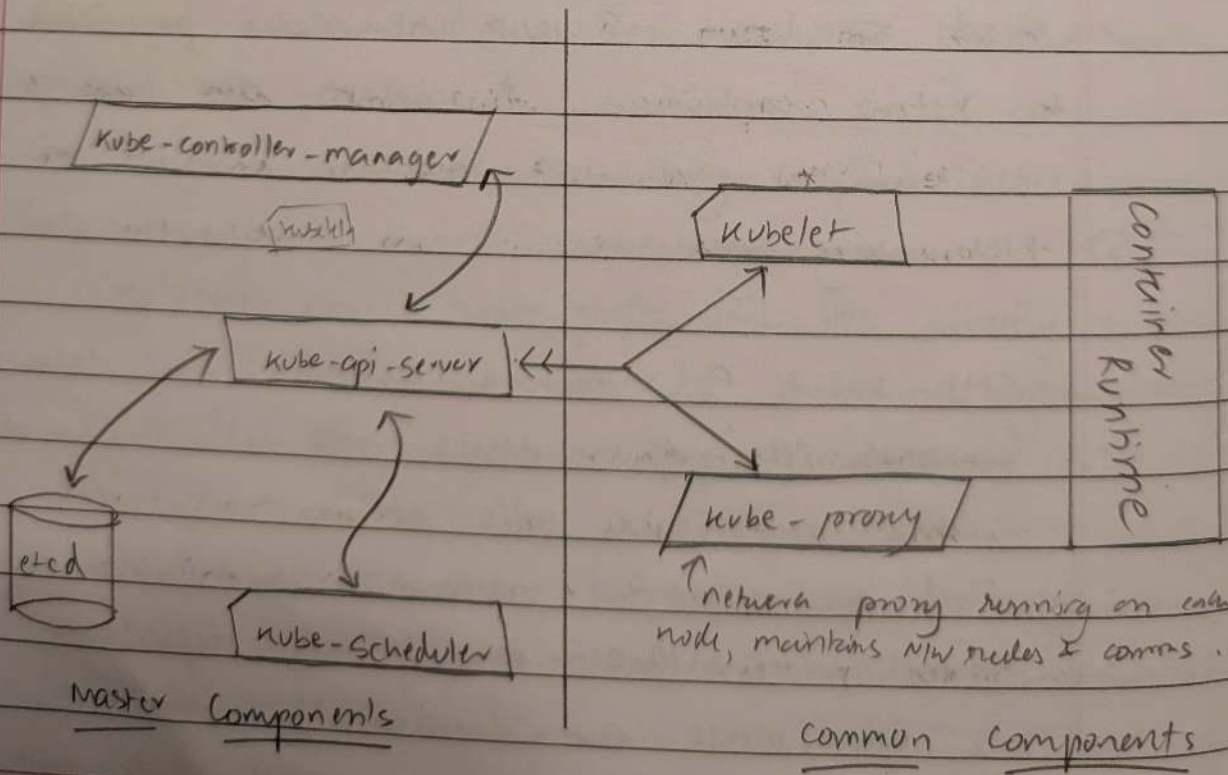 Kube-controller-manager
Kubelet
Container
Runtime
Kube-api-server
etcd
Kube-proxy
Kube-Scheduler
network proxy running on each
node, maintains N/W rules & comms.
Master Components
Common Components